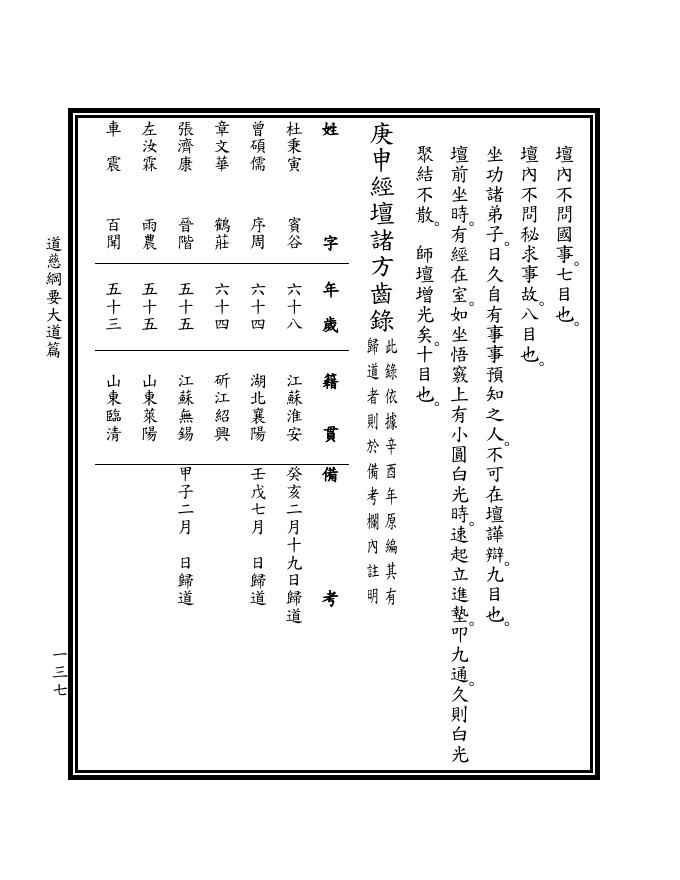 壇內不問國事。七目也。
壇內不問秘求事故。八目也。
坐功諸弟子。日久自有事事預知之人。不可在壇譁辯。九目也。
壇前坐時。有經在室。如坐悟竅上有小圓白光時。速起立進墊。叩九通。久則白光
聚結不散。　師壇增光矣。十目也。
庚申經壇諸方齒錄
此錄依據辛酉年原編其有
歸道者則於備考欄內註明
姓　字　年歲　籍貫　備考
杜秉寅　賓谷　六十八　江蘇淮安　癸亥二月十九日歸道
曾碩儒　序周　六十四　湖北襄陽　壬戊七月　日歸道
章文華　鶴莊　六十四　斫江紹興
張濟康　晉階　五十五　江蘇無錫　甲子二月　日歸道
左汝霖　雨農　五十五　山東萊陽
車　震　百聞　五十三　山東臨清
道慈綱要大道篇
一三七